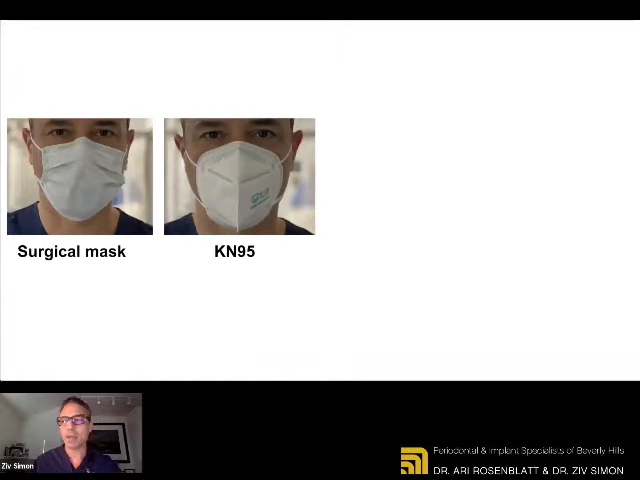 Surgical mask
KN95
Ziv Simon
Periodontal & Implant Specialists of Beverly Hills
DR. ARI ROSENBLATT & DR. ZIV SIMON